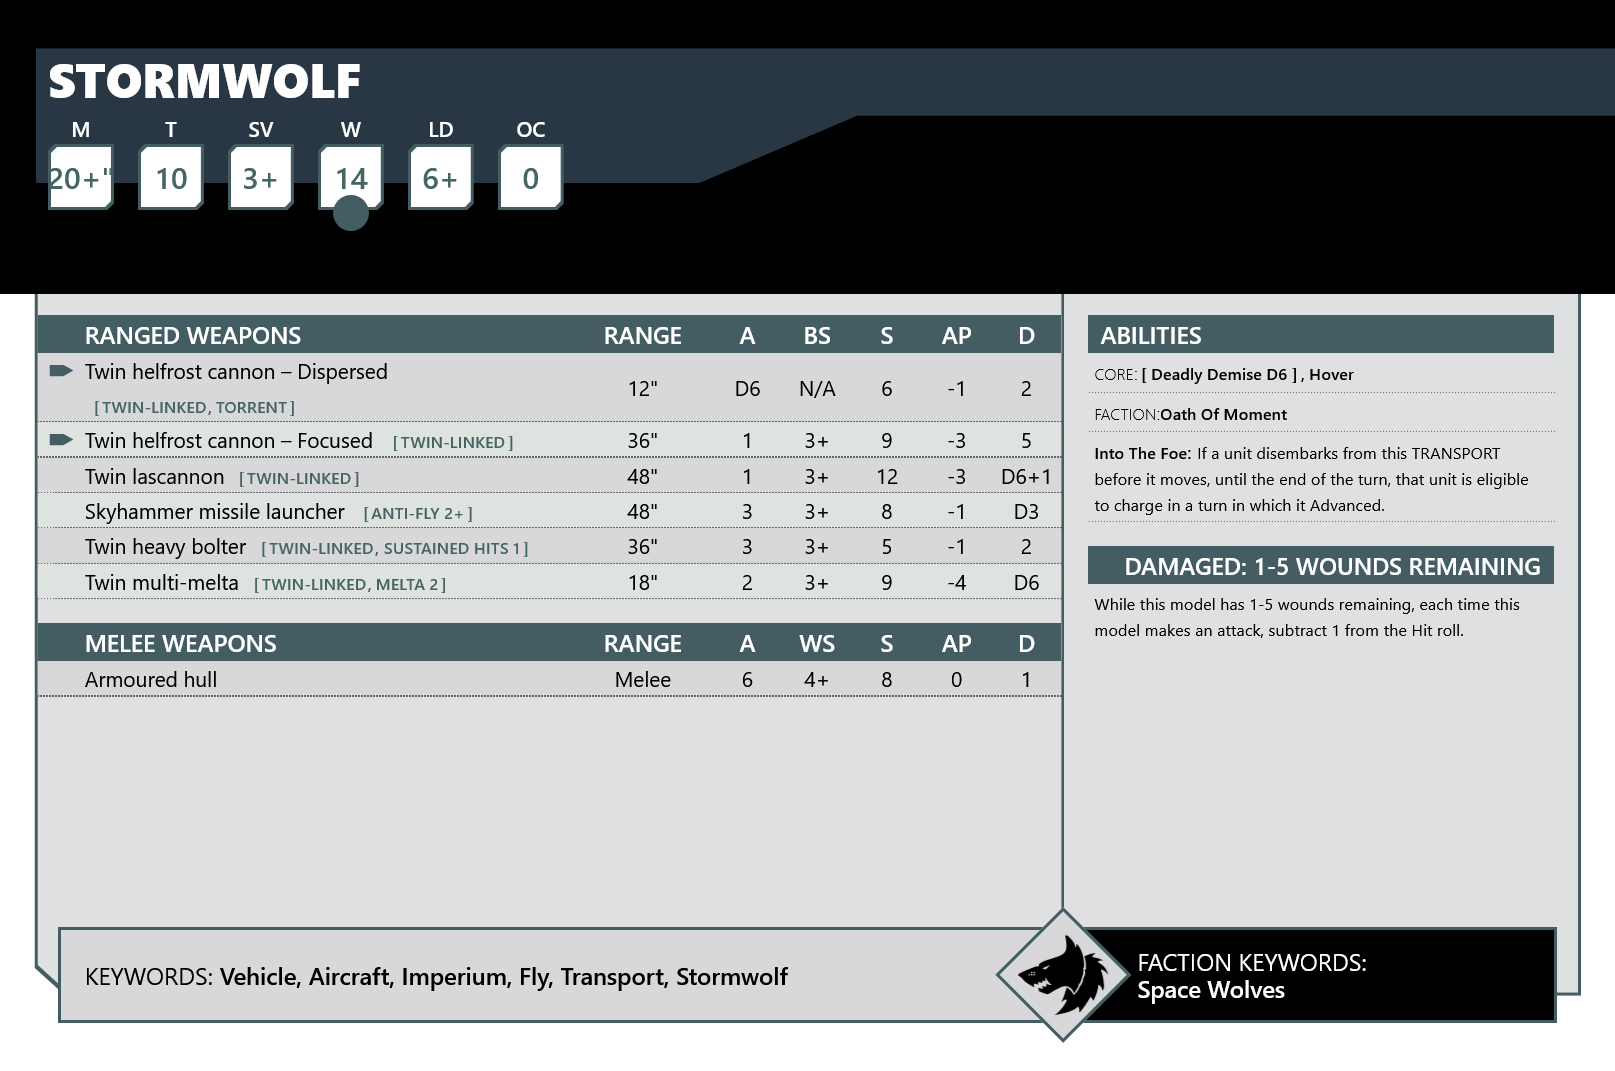 STORMWOLF
M T SV W LD OC
20+" 10 3+ 14 6+ 0
RANGED WEAPONS RANGE A BS S AP D
Twin helfrost cannon – Dispersed
[TWIN-LINKED, TORRENT] 12" D6 N/A 6 -1 2
Twin helfrost cannon – Focused [TWIN-LINKED] 36" 1 3+ 9 -3 5
Twin lascannon [TWIN-LINKED] 48" 1 3+ 12 -3 D6+1
Skyhammer missile launcher [ANTI-FLY 2+] 48" 3 3+ 8 -1 D3
Twin heavy bolter [TWIN-LINKED, SUSTAINED HITS 1] 36" 3 3+ 5 -1 2
Twin multi-melta [TWIN-LINKED, MELTA 2] 18" 2 3+ 9 -4 D6
MELEE WEAPONS RANGE A WS S AP D
Armoured hull Melee 6 4+ 8 0 1
ABILITIES
CORE: [ Deadly Demise D6 ] , Hover
FACTION:Oath Of Moment
Into The Foe: If a unit disembarks from this TRANSPORT
before it moves, until the end of the turn, that unit is eligible
to charge in a turn in which it Advanced.
DAMAGED: 1-5 WOUNDS REMAINING
While this model has 1-5 wounds remaining, each time this
model makes an attack, subtract 1 from the Hit roll.
KEYWORDS: Vehicle, Aircraft, Imperium, Fly, Transport, Stormwolf
FACTION KEYWORDS:
Space Wolves